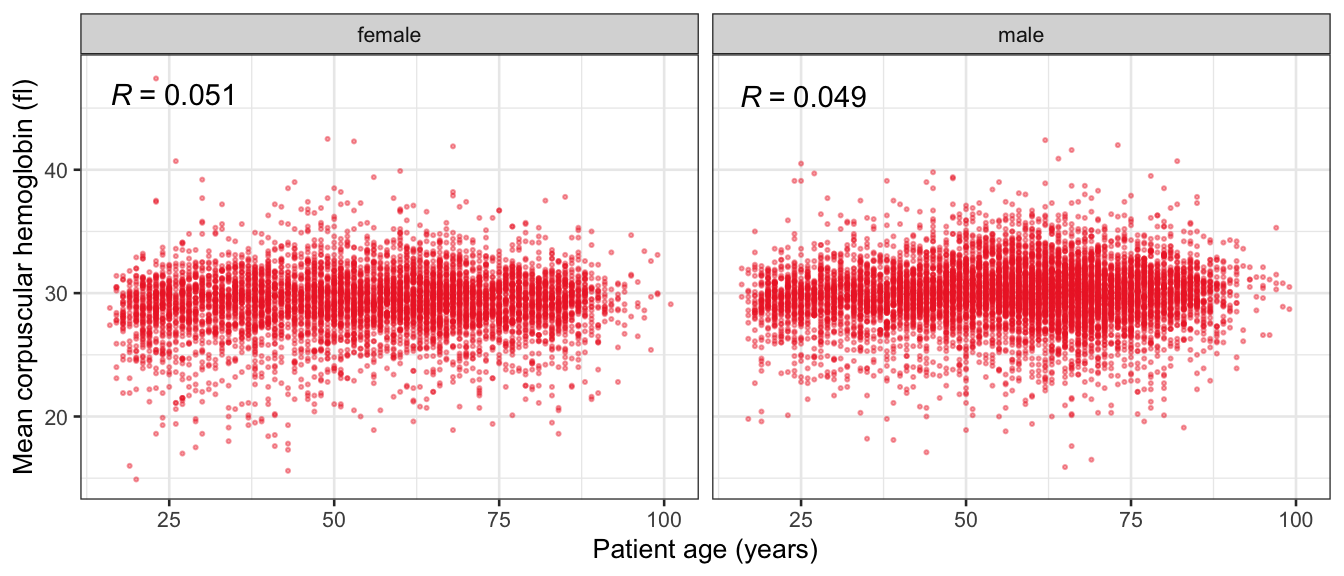 female
male
Mean corpuscular hemoglobin (fl)
R = 0.051
R = 0.049
40
30
20
25 50 75 100
25 50 75 100
Patient age (years)